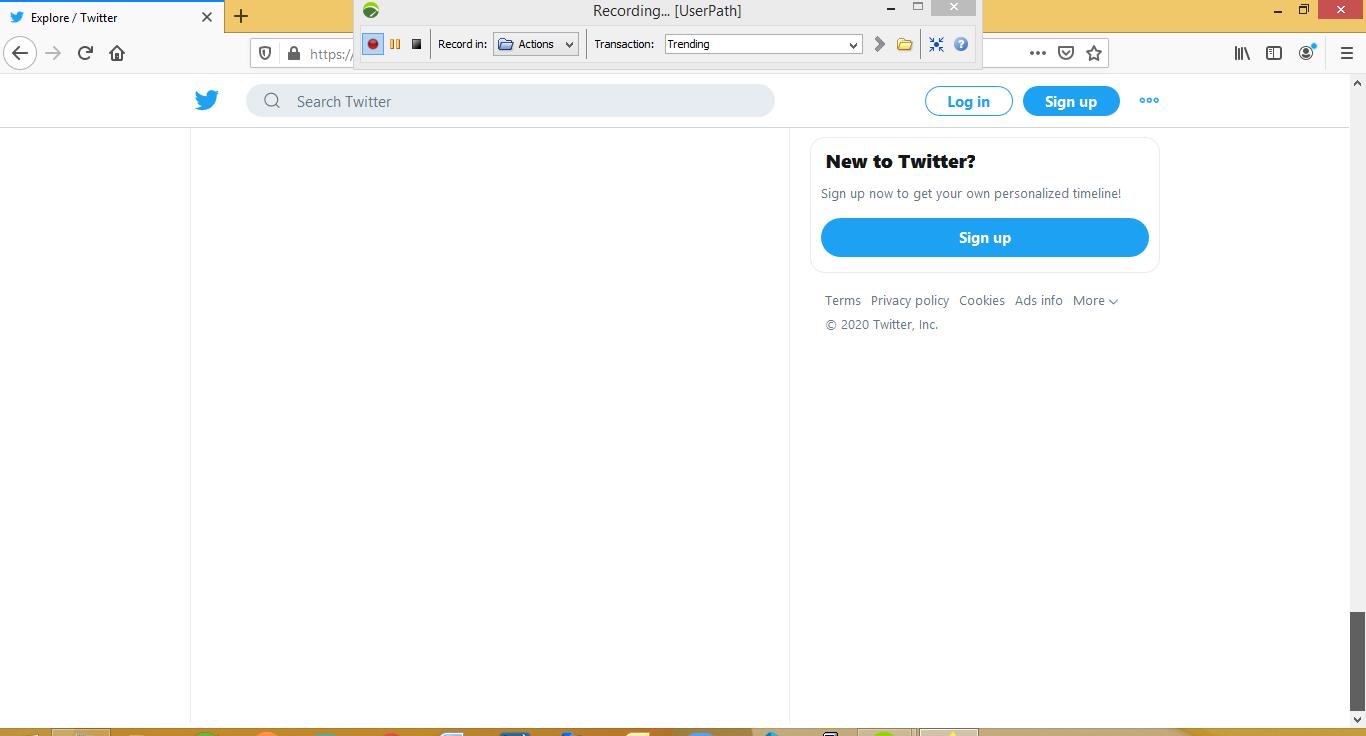 Explore / Twitter
Recording... [UserPath]
Record in:
Actions
Transaction:
Trending
https:/
Search Twitter
Log in
Sign up
New to Twitter?
Sign up now to get your own personalized timeline!
Sign up
Terms Privacy policy Cookies Ads info More
© 2020 Twitter, Inc.